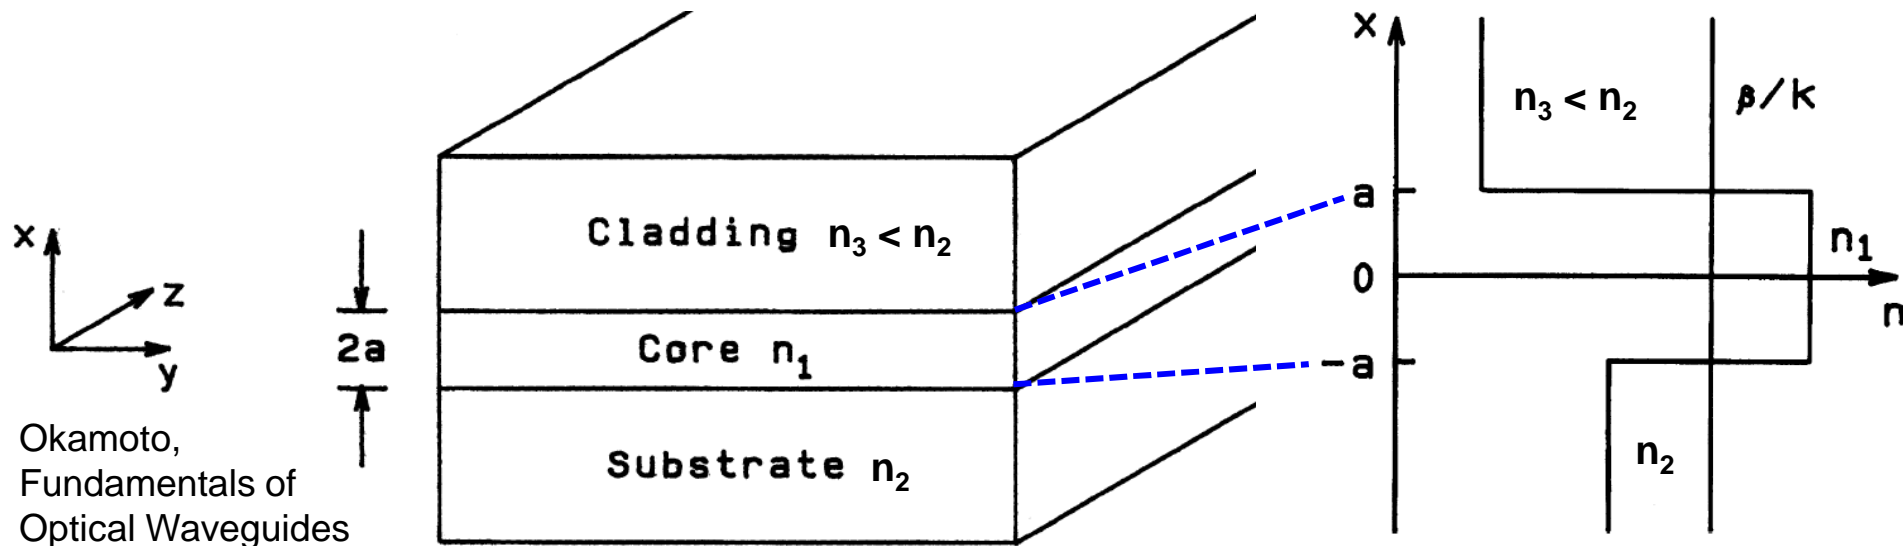 x
z
y
2a
Cladding n₃ < n₂
Core n₁
Substrate n₂
Okamoto,
Fundamentals of
Optical Waveguides
x
n₃ < n₂
β/k
a
n₁
0
n
-a
n₂